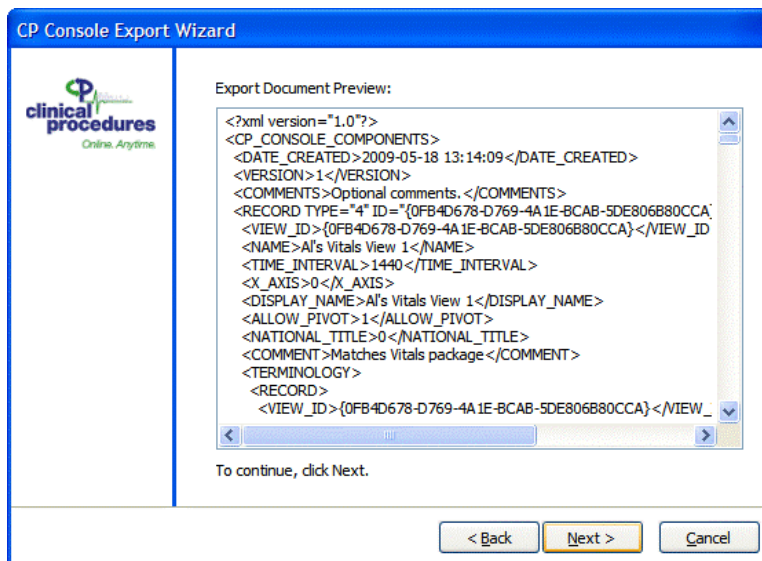 CP Console Export Wizard
CP
clinical
procedures
Online. Anytime.
Export Document Preview:
<?xml version="1.0"?>
<CP_CONSOLE_COMPONENTS>
<DATE_CREATED>2009-05-18 13:14:09</DATE_CREATED>
<VERSION>1</VERSION>
<COMMENTS>Optional comments.</COMMENTS>
<RECORD TYPE="4" ID="{0FB4D678-D769-4A1E-BCAB-5DE806B80CCA}
<VIEW_ID>{0FB4D678-D769-4A1E-BCAB-5DE806B80CCA}</VIEW_ID
<NAME>Al's Vitals View 1</NAME>
<TIME_INTERVAL>1440</TIME_INTERVAL>
<X_AXIS>0</X_AXIS>
<DISPLAY_NAME>Al's Vitals View 1</DISPLAY_NAME>
<ALLOW_PIVOT>1</ALLOW_PIVOT>
<NATIONAL_TITLE>0</NATIONAL_TITLE>
<COMMENT>Matches Vitals package</COMMENT>
<TERMINOLOGY>
<RECORD>
<VIEW_ID>{0FB4D678-D769-4A1E-BCAB-5DE806B80CCA}</VIEW_
To continue, click Next.
< Back
Next >
Cancel